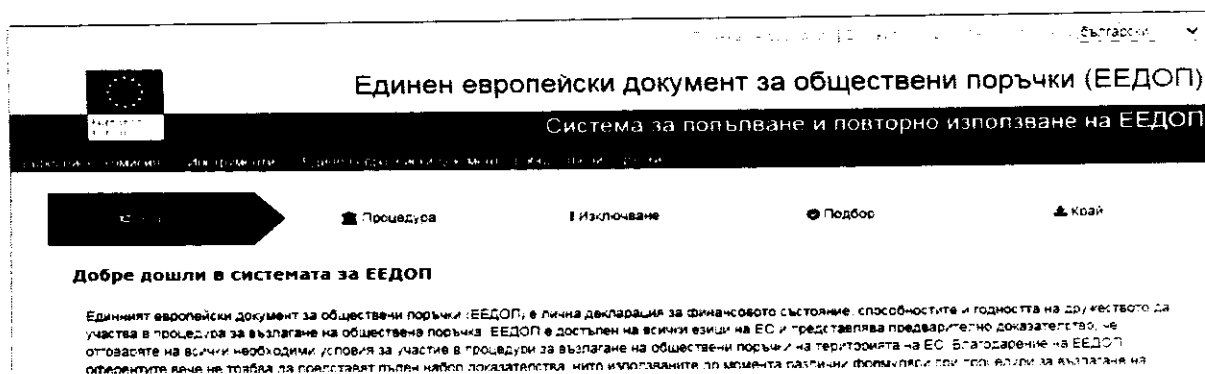 български
Единен европейски документ за обществени поръчки (ЕЕДОП)
Система за попълване и повторно използване на ЕЕДОП
Инструменти
Процедура
Изключване
Подбор
Край
Добре дошли в системата за ЕЕДОП
Единният европейски документ за обществени поръчки (ЕЕДОП) е лична декларация за финансовото състояние, способностите и годността на дружеството да
участва в процедура за възлагане на обществена поръчка. ЕЕДОП е достъпен на всички езици на ЕС и представлява предварително доказателство, че
отговаряте на всички необходими условия за участие в процедури за възлагане на обществени поръчки на територията на ЕС. Благодарение на ЕЕДОП
оферентите вече не трябва да представят пълен набор доказателства, нито използваните до момента различни формуляри при процедури за възлагане на